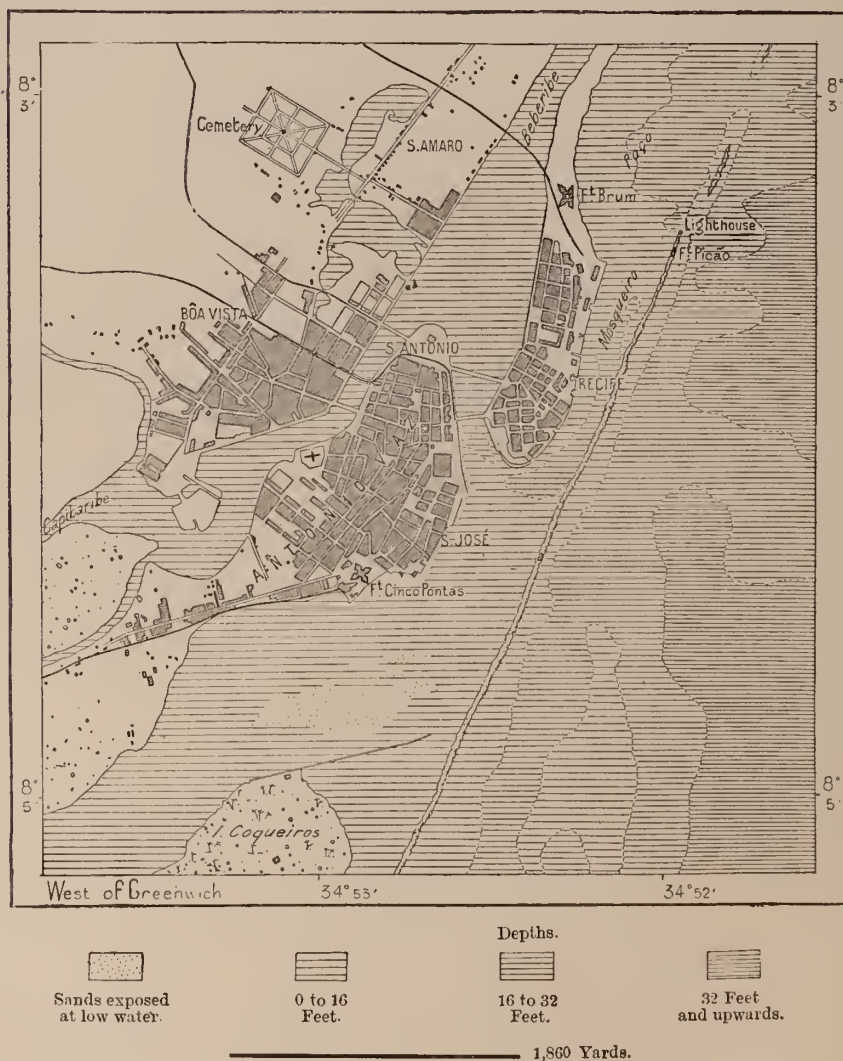 8°
3'
8°
3'
Cemetery
S. AMARO
Beberibe
Poço
Ft. Brum
Lighthouse
Ft. Picão
Mosqueiro
BÔA VISTA
S. ANTONIO
RECIFE
ANTONIO VAZ
Capibaribe
S. JOSÉ
Ft. Cinco Pontas
8°
5'
8°
5'
I. Coqueiros
West of Greenwich
34°53'
34°52'
Depths.
Sands exposed
at low water.
0 to 16
Feet.
16 to 32
Feet.
32 Feet
and upwards.
1,860 Yards.